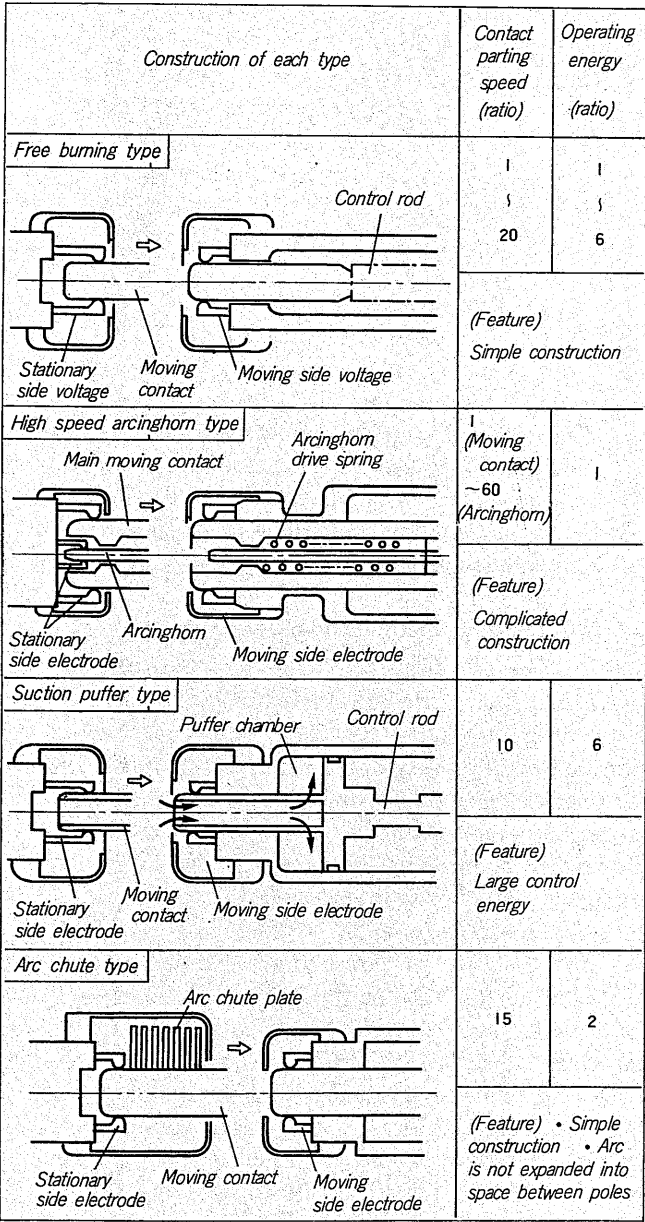 Construction of each type
Contact
parting
speed
(ratio)
Operating
energy
(ratio)
Free burning type
Control rod
Stationary
side voltage
Moving
contact
Moving side voltage
1
~
20
1
~
6
(Feature)
Simple construction
High speed arcinghorn type
Main moving contact
Arcinghorn
drive spring
Stationary
side electrode
Arcinghorn
Moving side electrode
1
(Moving
contact)
~60
(Arcinghorn)
1
(Feature)
Complicated
construction
Suction puffer type
Puffer chamber
Control rod
Stationary
side electrode
Moving
contact
Moving side electrode
10
6
(Feature)
Large control
energy
Arc chute type
Arc chute plate
Stationary
side electrode
Moving contact
Moving
side electrode
15
2
(Feature) • Simple
construction • Arc
is not expanded into
space between poles